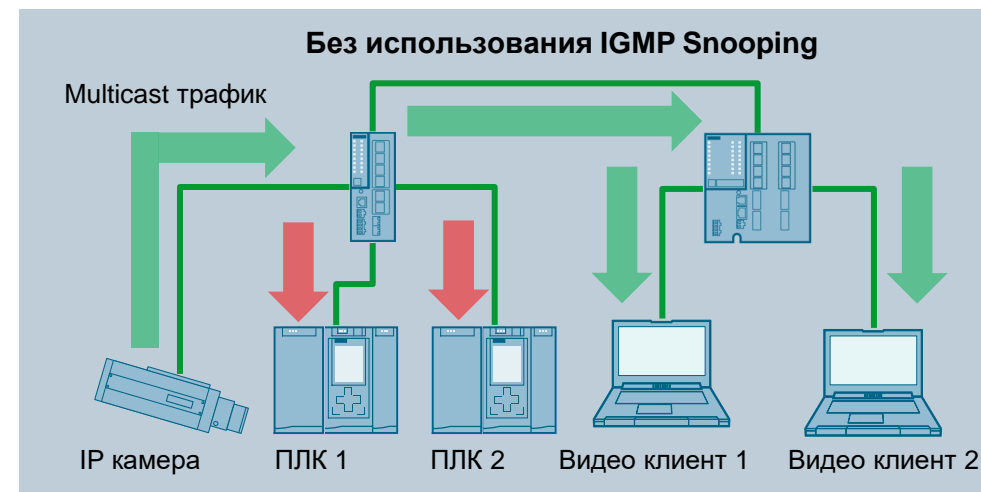 Без использования IGMP Snooping
Multicast трафик
IP камера
ПЛК 1
ПЛК 2
Видео клиент 1
Видео клиент 2